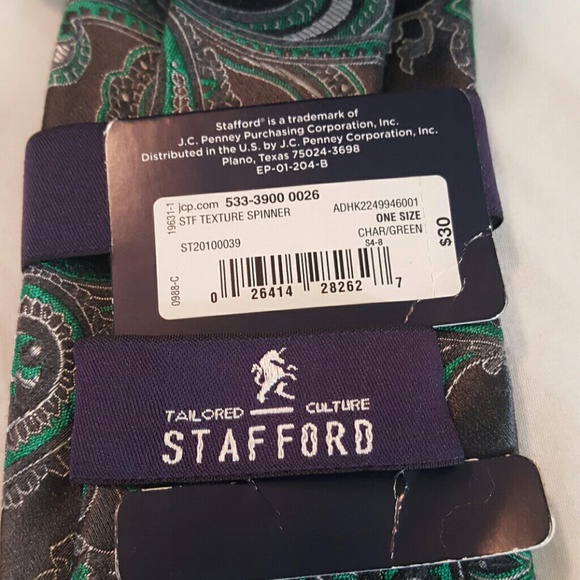 Stafford® is a trademark of
J.C. Penney Purchasing Corporation, Inc.
Distributed in the U.S. by J.C. Penney Corporation, Inc.
Plano, Texas 75024-3698
EP-01-204-B
19631-1
jcp.com 533-3900 0026
STF TEXTURE SPINNER
ADHK2249946001
ONE SIZE
ST20100039
CHAR/GREEN
S4-8
$30
0988-C
0 26414 28262 7
TAILORED CULTURE
STAFFORD